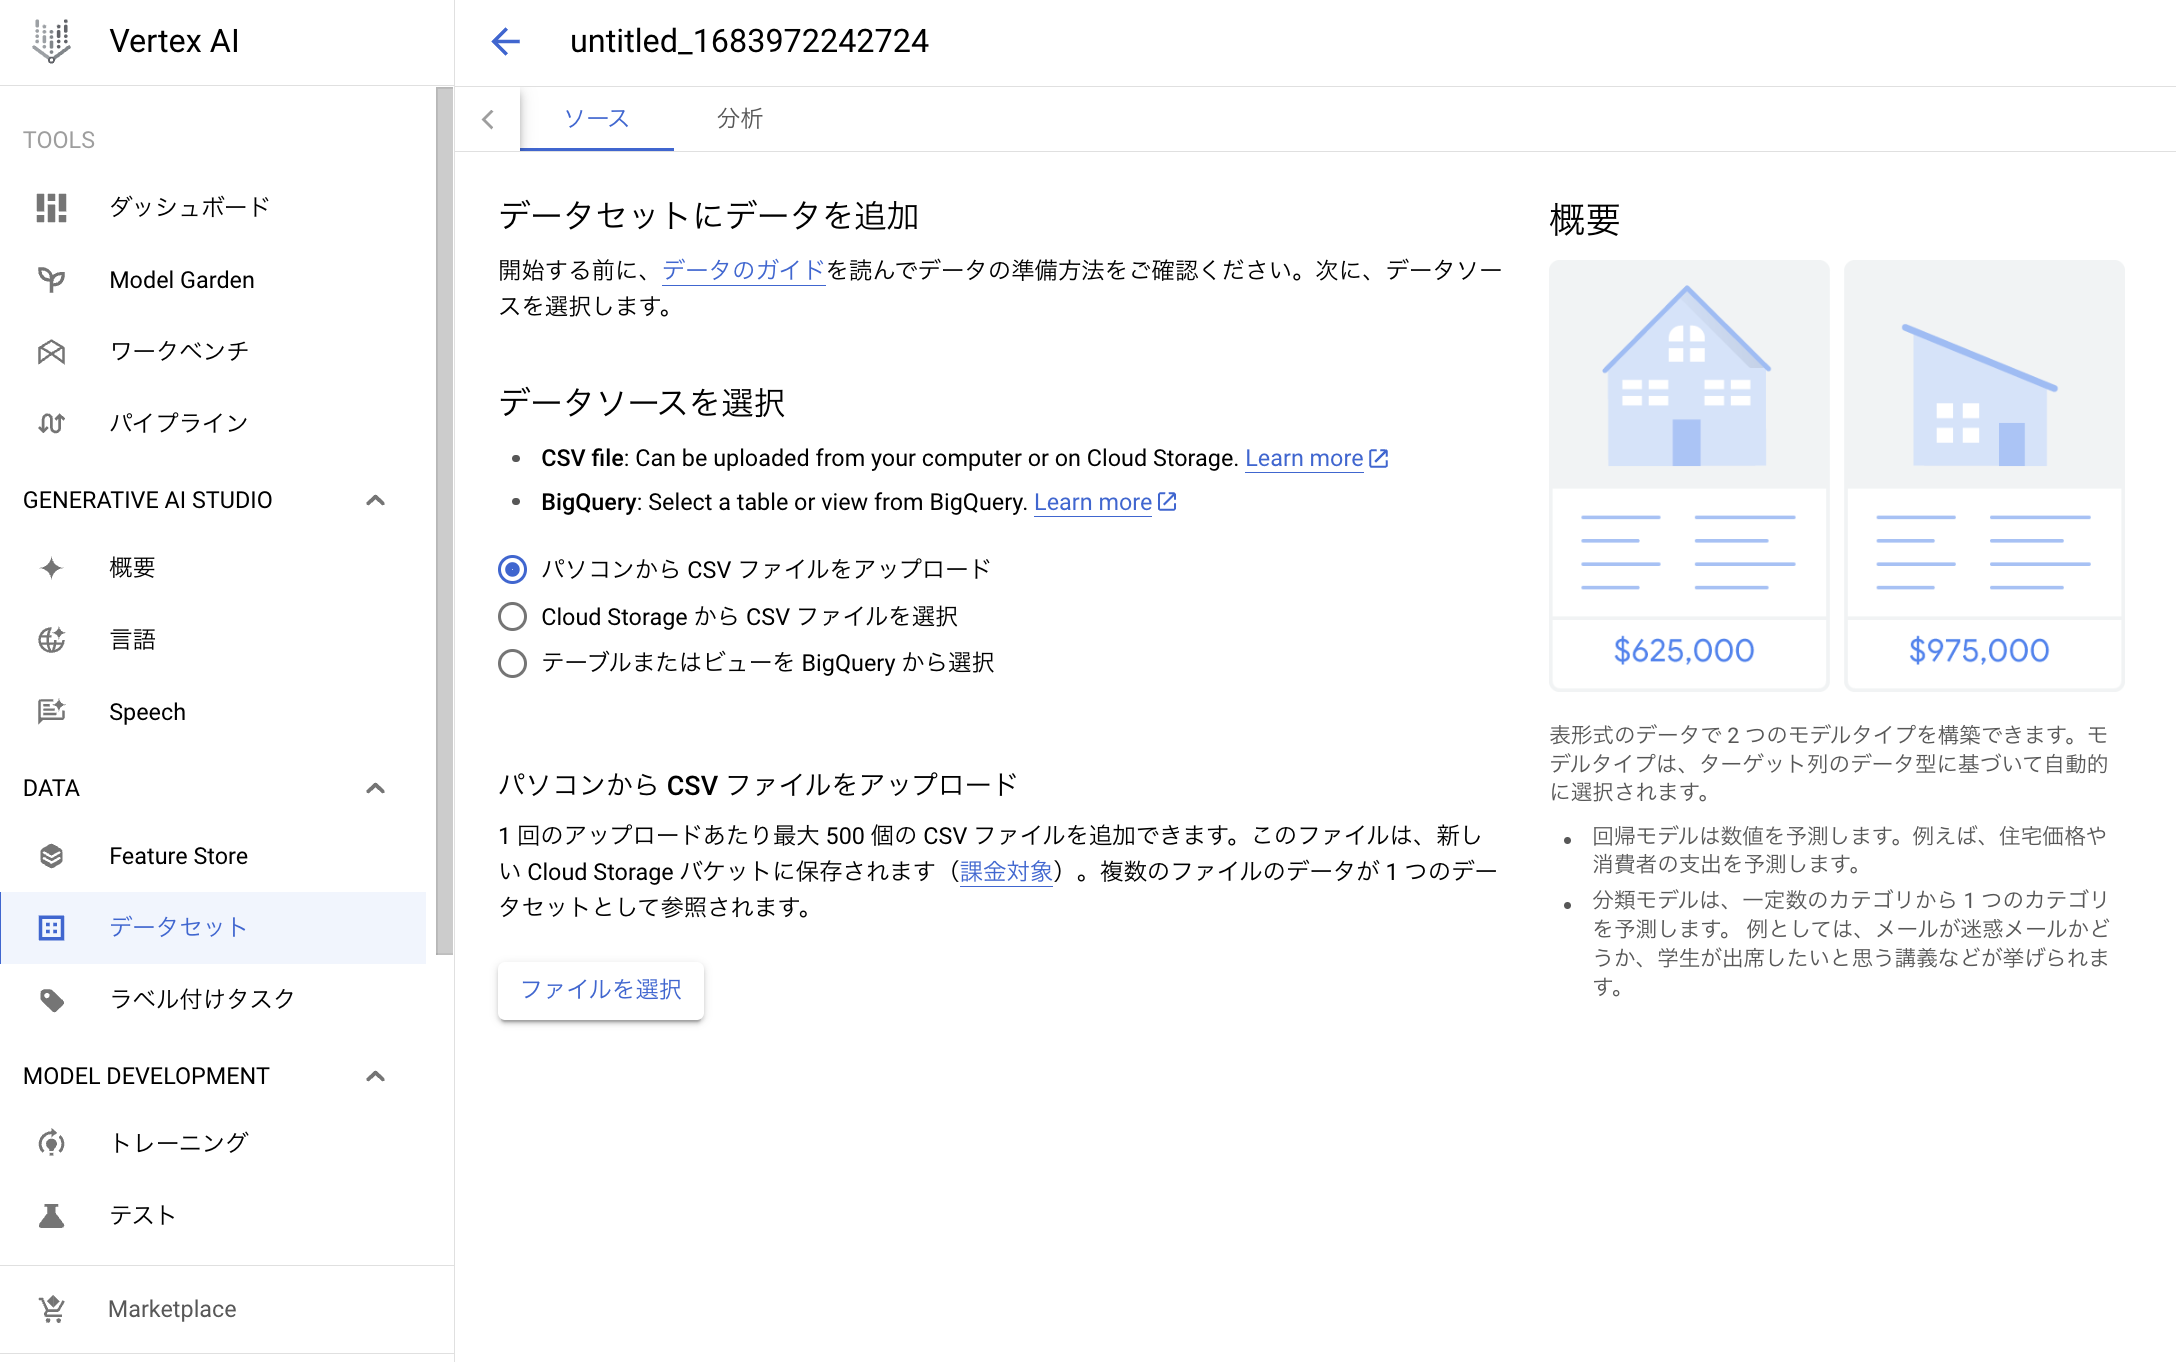 Vertex AI
TOOLS
ダッシュボード
Model Garden
ワークベンチ
パイプライン
GENERATIVE AI STUDIO
概要
言語
Speech
DATA
Feature Store
データセット
ラベル付けタスク
MODEL DEVELOPMENT
トレーニング
テスト
Marketplace
untitled_1683972242724
ソース
分析
データセットにデータを追加
開始する前に、データのガイドを読んでデータの準備方法をご確認ください。次に、データソー
スを選択します。
データソースを選択
CSV file: Can be uploaded from your computer or on Cloud Storage. Learn more
BigQuery: Select a table or view from BigQuery. Learn more
パソコンから CSV ファイルをアップロード
Cloud Storage から CSV ファイルを選択
テーブルまたはビューを BigQuery から選択
パソコンから CSV ファイルをアップロード
1 回のアップロードあたり最大 500 個の CSV ファイルを追加できます。このファイルは、新し
い Cloud Storage バケットに保存されます（課金対象）。複数のファイルのデータが 1 つのデー
タセットとして参照されます。
ファイルを選択
概要
$625,000
$975,000
表形式のデータで 2 つのモデルタイプを構築できます。モ
デルタイプは、ターゲット列のデータ型に基づいて自動的
に選択されます。
回帰モデルは数値を予測します。例えば、住宅価格や
消費者の支出を予測します。
分類モデルは、一定数のカテゴリから 1 つのカテゴリ
を予測します。 例としては、メールが迷惑メールかど
うか、学生が出席したいと思う講義などが挙げられま
す。